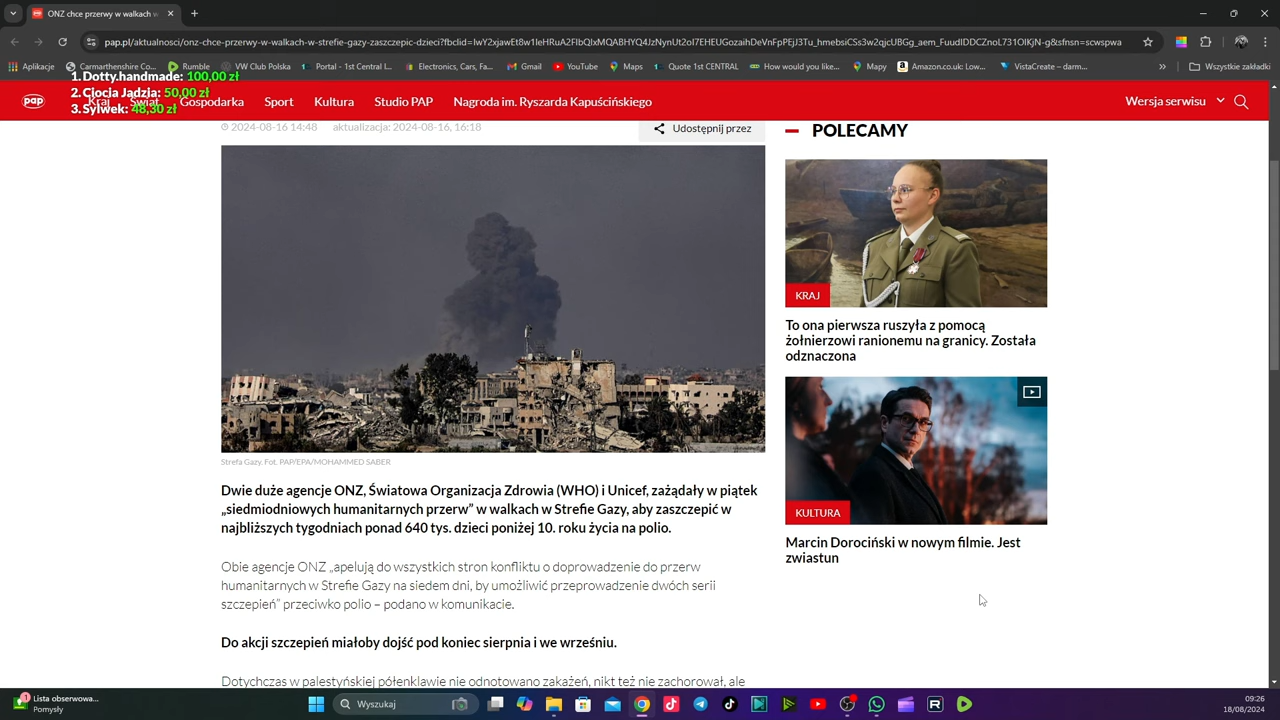 ONZ chce przerwy w walkach w
pap.pl/aktualnosci/onz-chce-przerwy-w-walkach-w-strefie-gazy-zaszczepic-dzieci?fbclid=IwY2xjawEt8w1leHRuA2FlbQIxMQABHYQ4JzNynUt2oI7EHEUGozaihDeVnFpPEjJ3Tu_hmebsiCSs3w2qjcUBGg_aem_FuudIDDCZnoL731OIKjN-g&sfnsn=scwspwa
Aplikacje
Carmarthenshire Co...
Rumble
VW Club Polska
Portal - 1st Central I...
Electronics, Cars, Fa...
Gmail
YouTube
Maps
Quote 1st CENTRAL
How would you like...
Maps
Amazon.co.uk: Low...
VistaCreate – darm...
Wszystkie zakładki
1. Dotty.handmade: 100,00 zł
2. Ciocia Jadzia: 50,00 zł
3. Sylwek: 48,30 zł
pap
Kraj
Świat
Gospodarka
Sport
Kultura
Studio PAP
Nagroda im. Ryszarda Kapuścińskiego
Wersja serwisu
2024-08-16 14:48
aktualizacja: 2024-08-16, 16:18
Udostępnij przez
POLECAMY
KRAJ
To ona pierwsza ruszyła z pomocą
żołnierzowi ranionemu na granicy. Została
odznaczona
KULTURA
Marcin Dorociński w nowym filmie. Jest
zwiastun
Strefa Gazy. Fot. PAP/EPA/MOHAMMED SABER
Dwie duże agencje ONZ, Światowa Organizacja Zdrowia (WHO) i Unicef, zażądały w piątek
„siedmiodniowych humanitarnych przerw” w walkach w Strefie Gazy, aby zaszczepić w
najbliższych tygodniach ponad 640 tys. dzieci poniżej 10. roku życia na polio.
Obie agencje ONZ „apelują do wszystkich stron konfliktu o doprowadzenie do przerw
humanitarnych w Strefie Gazy na siedem dni, by umożliwić przeprowadzenie dwóch serii
szczepień” przeciwko polio – podano w komunikacie.
Do akcji szczepień miałoby dojść pod koniec sierpnia i we wrześniu.
Dotychczas w palestyńskiej półenklawie nie odnotowano zakażeń, nikt też nie zachorował, ale
1
Lista obserwowa...
Pomysły
Wyszukaj
09:26
18/08/2024